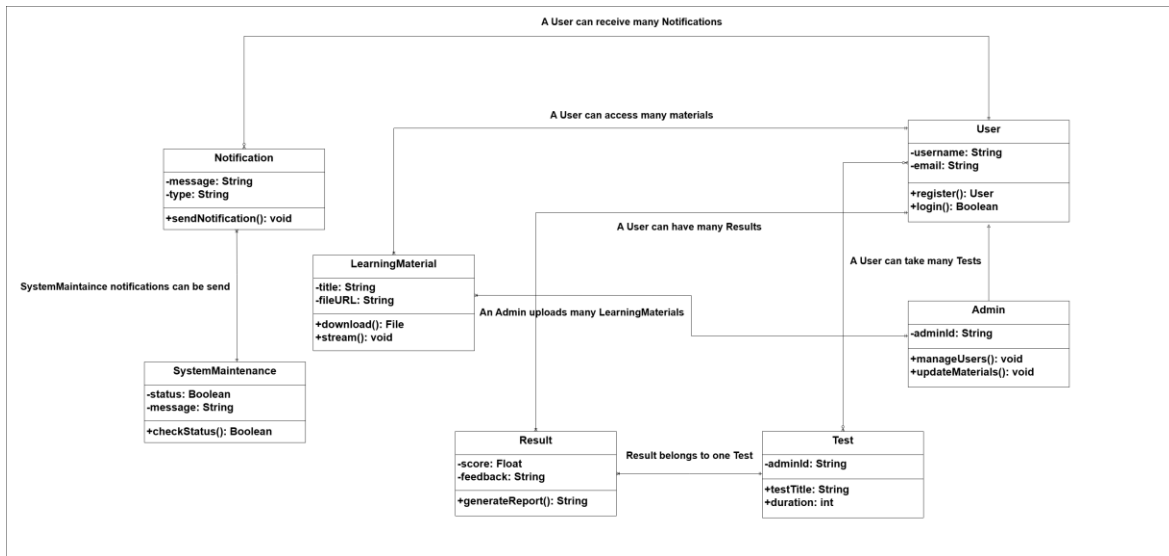 A User can receive many Notifications
A User can access many materials
User
-username: String
-email: String
+register(): User
+login(): Boolean
Notification
-message: String
-type: String
+sendNotification(): void
A User can have many Results
LearningMaterial
-title: String
-fileURL: String
+download(): File
+stream(): void
A User can take many Tests
SystemMaintaince notifications can be send
An Admin uploads many LearningMaterials
Admin
-adminId: String
+manageUsers(): void
+updateMaterials(): void
SystemMaintenance
-status: Boolean
-message: String
+checkStatus(): Boolean
Result
-score: Float
-feedback: String
+generateReport(): String
Result belongs to one Test
Test
-adminId: String
+testTitle: String
+duration: int